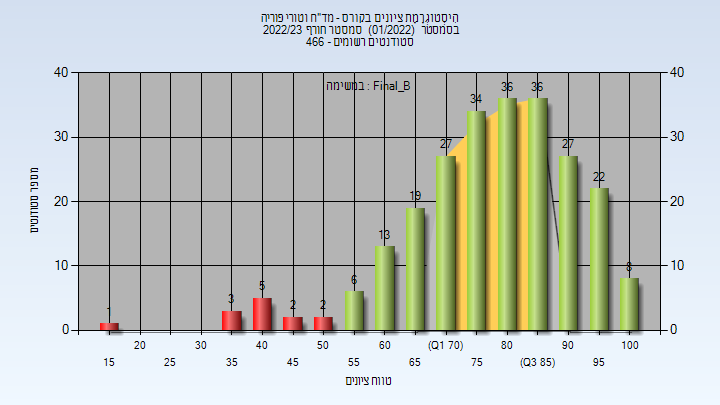 היסטוגרמת ציונים בקורס - מד"ח וטורי פוריה
בסמסטר (01/2022) סמסטר חורף 2022/23
סטודנטים רשומים - 466
במשימה : Final_B
מספר סטודנטים
40 40
30 30
20 20
10 10
0 0
1 3 5 2 2 6 13 19 27 34 36 36 27 22 8
20 30 40 50 60 (Q1 70) 80 90 100
15 25 35 45 55 65 75 (Q3 85) 95
טווח ציונים